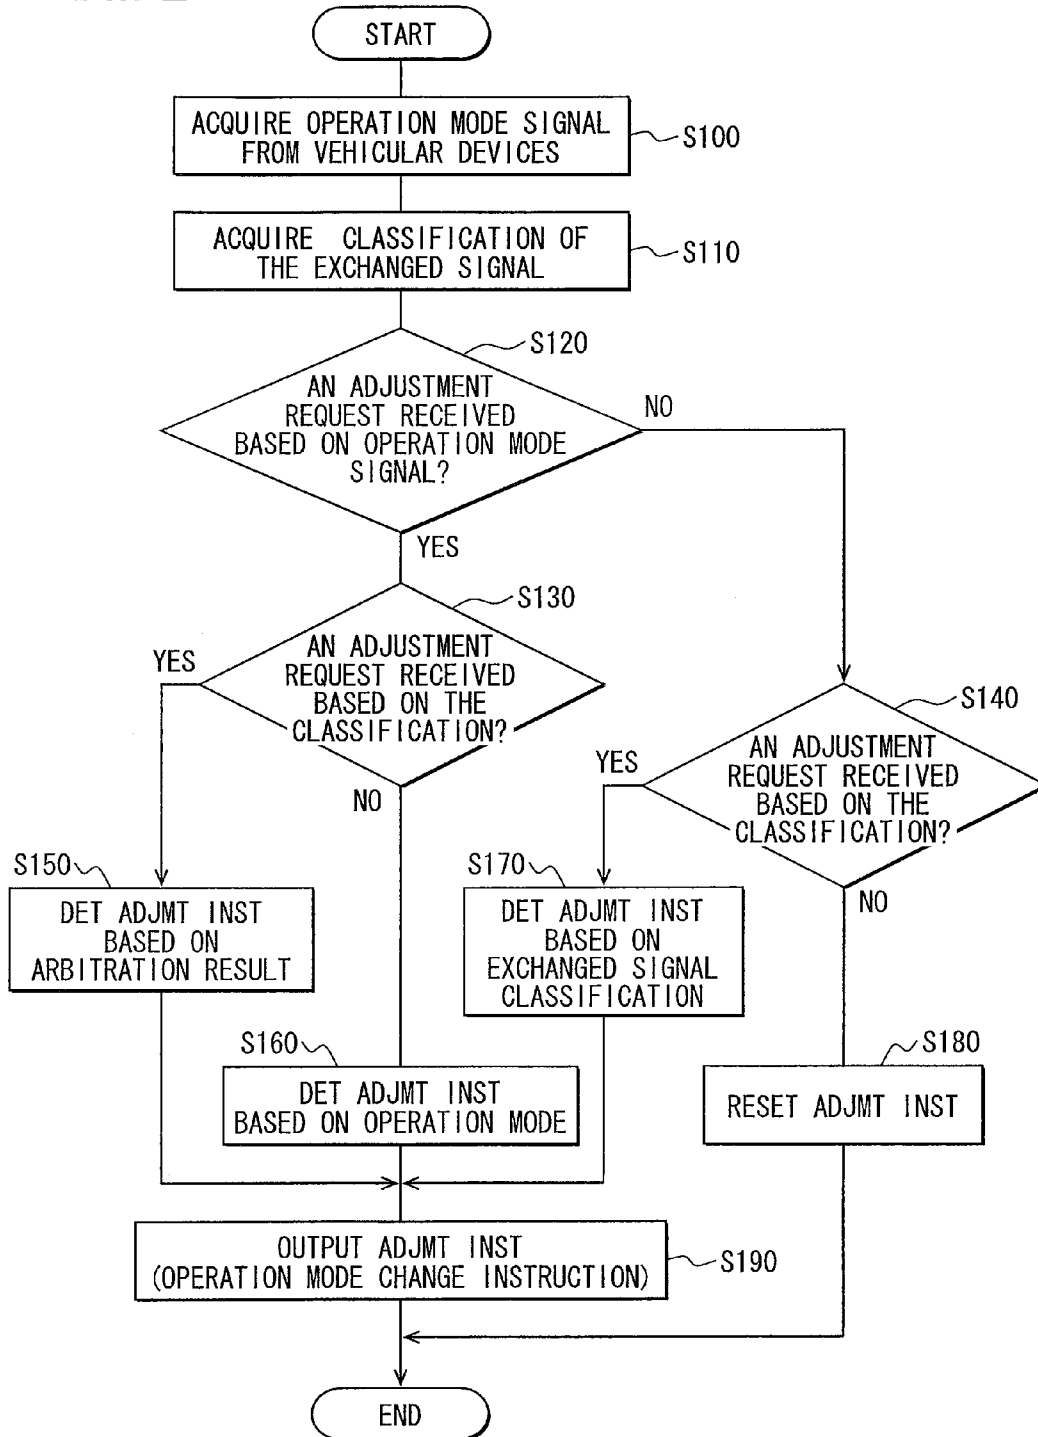 START
ACQUIRE OPERATION MODE SIGNAL
FROM VEHICULAR DEVICES
S100
ACQUIRE CLASSIFICATION OF
THE EXCHANGED SIGNAL
S110
S120
AN ADJUSTMENT
REQUEST RECEIVED
BASED ON OPERATION MODE
SIGNAL?
NO
YES
S130
AN ADJUSTMENT
REQUEST RECEIVED
BASED ON THE
CLASSIFICATION?
YES
NO
S140
AN ADJUSTMENT
REQUEST RECEIVED
BASED ON THE
CLASSIFICATION?
YES
NO
S150
DET ADJMT INST
BASED ON
ARBITRATION RESULT
S170
DET ADJMT INST
BASED ON
EXCHANGED SIGNAL
CLASSIFICATION
S160
DET ADJMT INST
BASED ON OPERATION MODE
S180
RESET ADJMT INST
OUTPUT ADJMT INST
(OPERATION MODE CHANGE INSTRUCTION)
S190
END